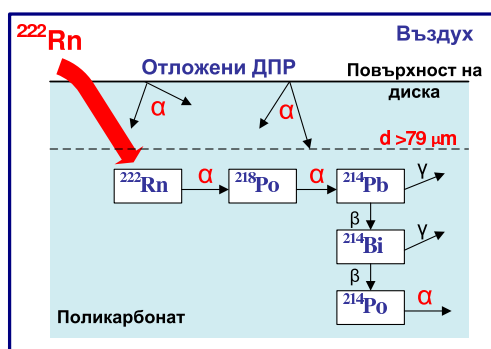 ²²²Rn
Въздух
Отложени ДПР
Повърхност на
диска
α
α
d >79 μm
²²²Rn
α
²¹⁸Po
α
²¹⁴Pb
γ
β
²¹⁴Bi
γ
β
²¹⁴Po
α
Поликарбонат